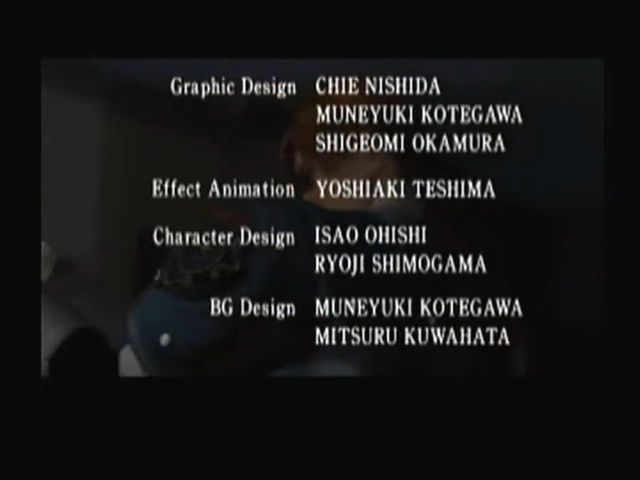 Graphic Design CHIE NISHIDA
MUNEYUKI KOTEGAWA
SHIGEOMI OKAMURA
Effect Animation YOSHIAKI TESHIMA
Character Design ISAO OHISHI
RYOJI SHIMOGAMA
BG Design MUNEYUKI KOTEGAWA
MITSURU KUWAHATA